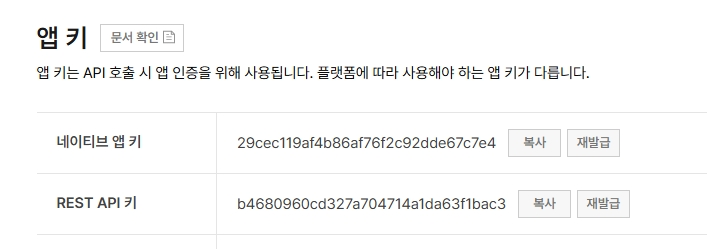 앱 키 문서 확인
앱 키는 API 호출 시 앱 인증을 위해 사용됩니다. 플랫폼에 따라 사용해야 하는 앱 키가 다릅니다.
네이티브 앱 키 29cec119af4b86af76f2c92dde67c7e4 복사 재발급
REST API 키 b4680960cd327a704714a1da63f1bac3 복사 재발급